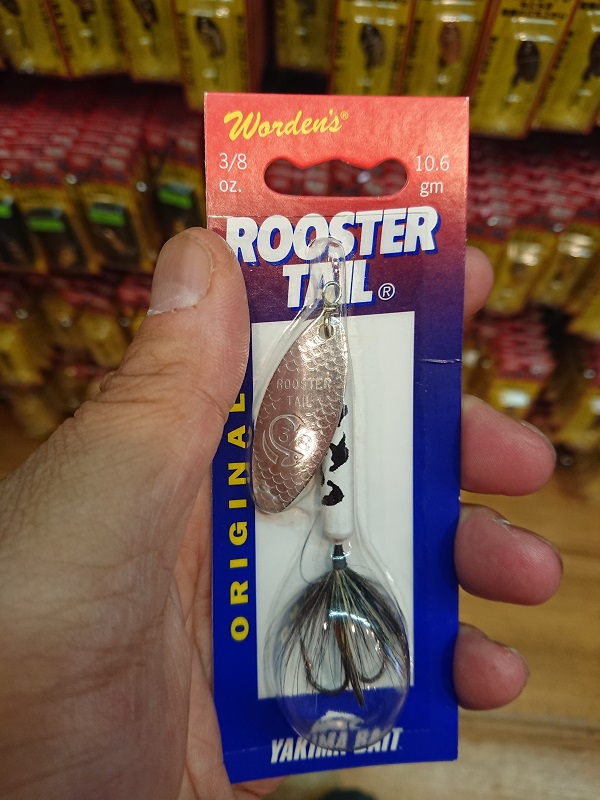 Worden's®
3/8
oz.
10.6
gm
ROOSTER
TAIL®
ROOSTER
TAIL
3
ORIGINAL
YAKIMA BAIT